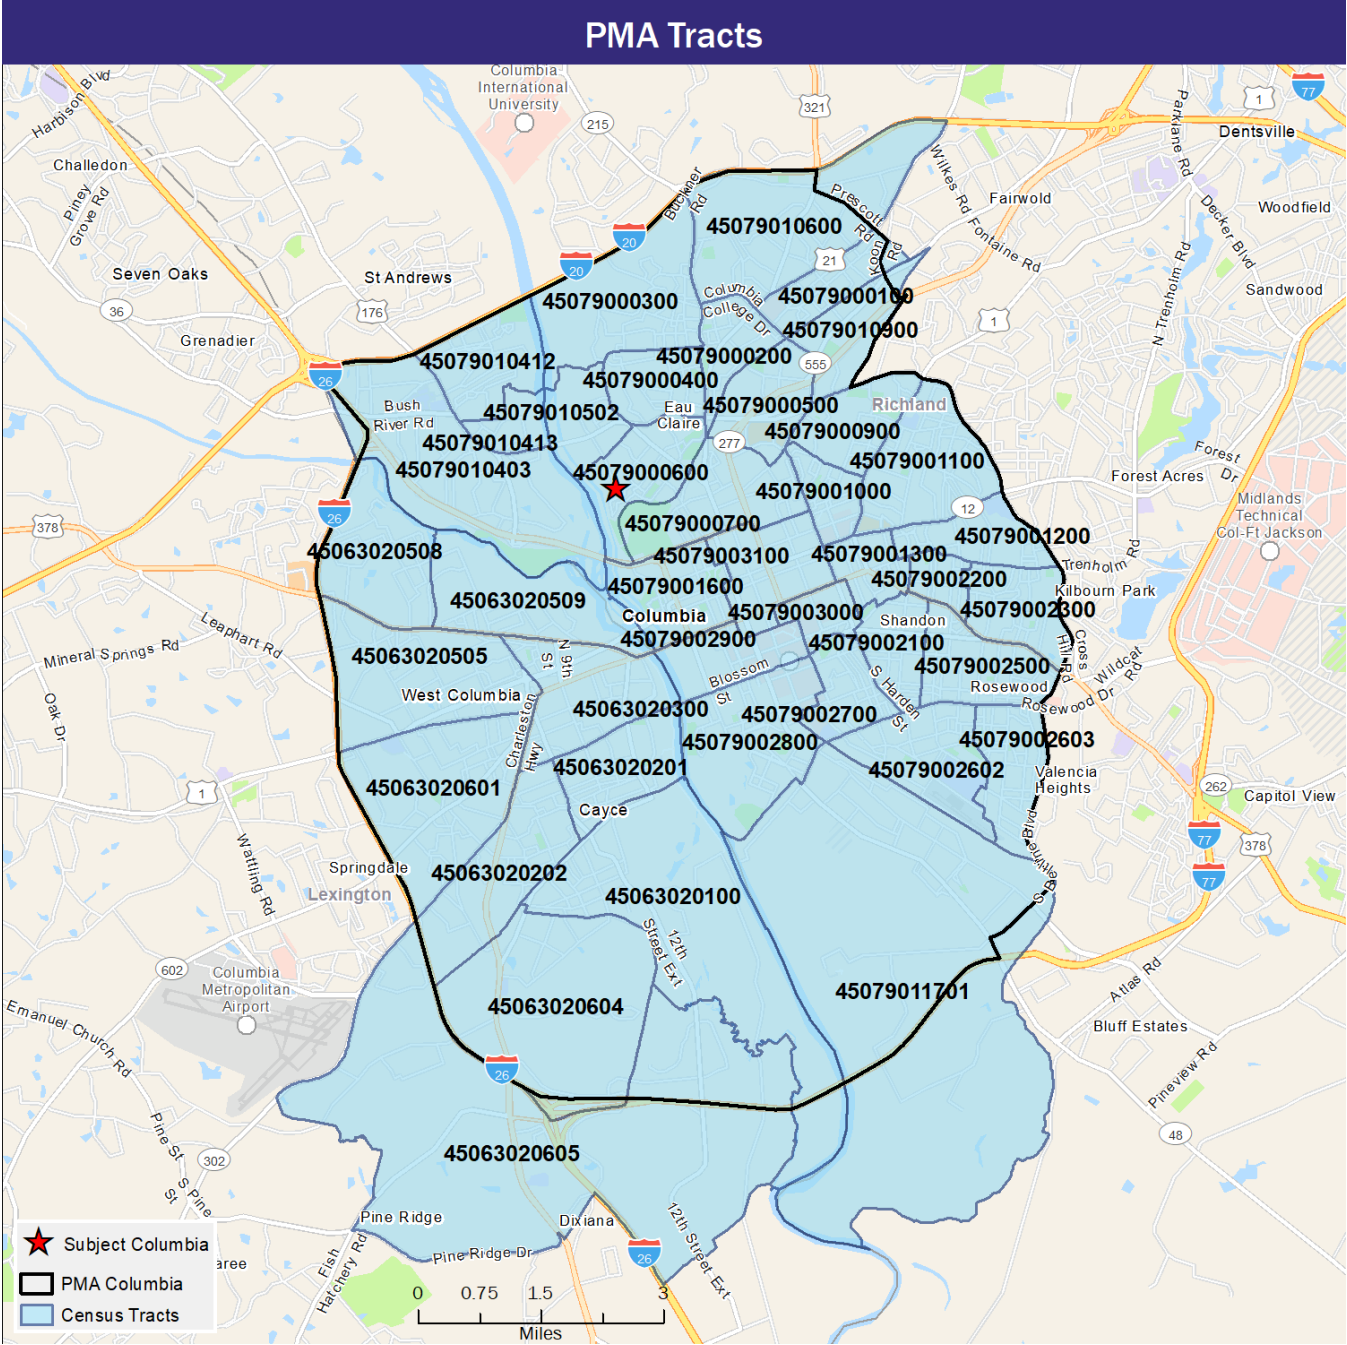 PMA Tracts
Columbia
International
University
Harbison Blvd
215
321
1
77
Dentsville
Parklane Rd
Challedon
Piney
Grove Rd
Buckner
Rd
Wilkes Rd
Fairwold
Prescott
Rd
Decker Blvd
Woodfield
45079010600
20
Fontaine Rd
Koon
Rd
21
20
Seven Oaks
St Andrews
N Trenholm Rd
Sandwood
45079000300
Columbia
College Dr
45079000100
36
176
1
45079010900
Grenadier
45079010412
45079000200
555
26
45079000400
Bush
River Rd
45079010502
Eau
Claire
45079000500
Richland
45079000900
45079010413
277
45079010403
45079000600
45079001100
Forest
Dr
Forest Acres
45079001000
Midlands
Technical
Col-Ft Jackson
12
26
378
45079000700
45063020508
45079003100
45079001300
45079001200
Trenholm Rd
45079001600
45079002200
Kilbourn Park
45063020509
Columbia
45079003000
Shandon
45079002300
Leaphart Rd
Mineral Springs Rd
45079002900
45079002100
Cross
Hill Rd
45063020505
N 9th
St
Blossom
St
45079002500
Wildcat
Rd
West Columbia
S Harden
St
Rosewood
Rosewood Dr
Oak Dr
45063020300
45079002700
Charleston
Hwy
45079002800
45079002603
45063020201
45079002602
Valencia
Heights
1
45063020601
262
Capitol View
Cayce
Wattling Rd
S Beltline Blvd
77
378
Springdale
45063020202
77
Lexington
45063020100
12th
Street Ext
602
Columbia
Metropolitan
Airport
Atlas Rd
45063020604
45079011701
Emanuel Church Rd
Bluff Estates
26
Pineview Rd
Pine St
48
45063020605
302
S Pine
St
Pine Ridge
Dixiana
12th Street Ext
Subject Columbia
Pine Ridge Dr
26
Fish
Hatchery Rd
aree
PMA Columbia
0 0.75 1.5 3
Census Tracts
Miles